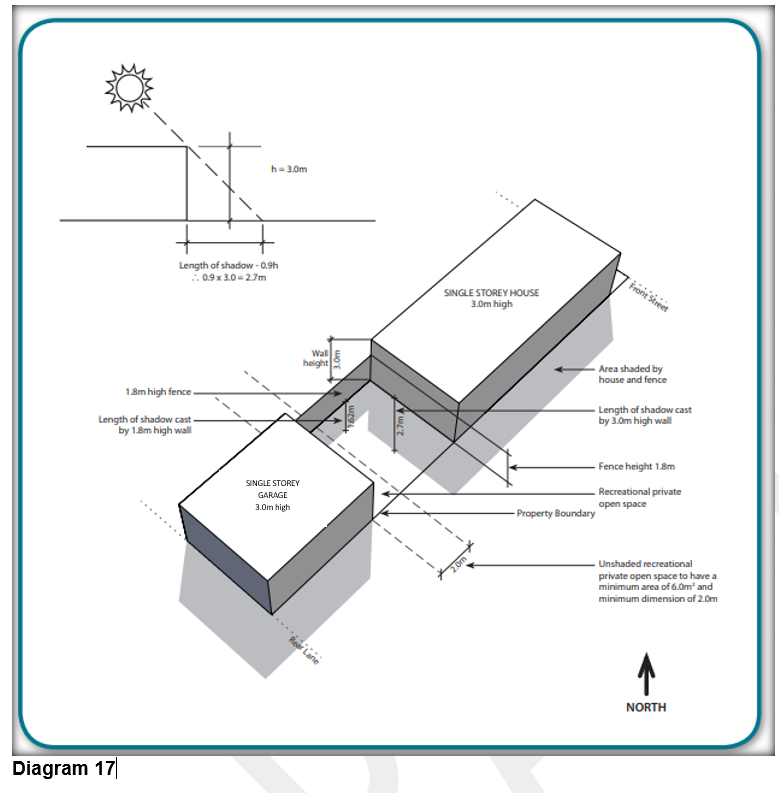 h = 3.0m
Length of shadow - 0.9h
∴ 0.9 x 3.0 = 2.7m
SINGLE STOREY HOUSE
3.0m high
Front Street
Wall
height
3.0m
Area shaded by
house and fence
1.8m high fence
Length of shadow cast
by 1.8m high wall
1.62m
2.7m
Length of shadow cast
by 3.0m high wall
Fence height 1.8m
SINGLE STOREY
GARAGE
3.0m high
Recreational private
open space
Property Boundary
2.0m
Unshaded recreational
private open space to have a
minimum area of 6.0m² and
minimum dimension of 2.0m
Rear Lane
NORTH
Diagram 17